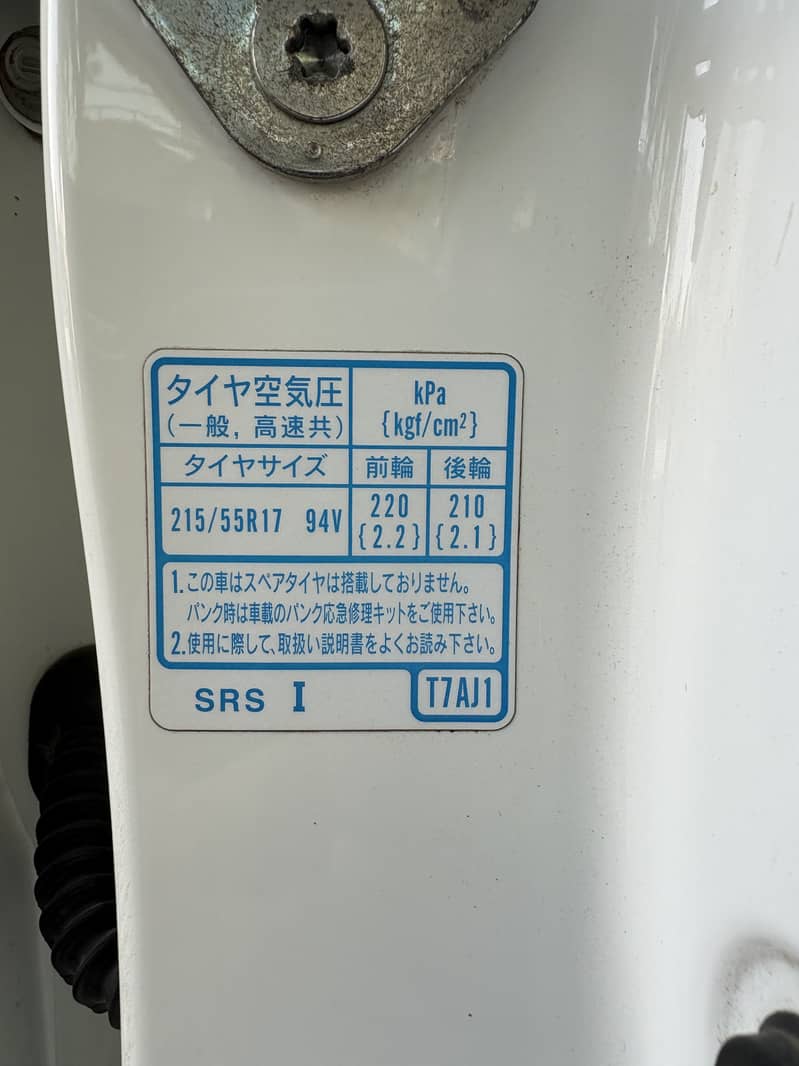 タイヤ空気圧 kPa
(一般, 高速共) {kgf/cm²}
タイヤサイズ 前輪 後輪
215/55R17 94V 220 210
{2.2} {2.1}
1.この車はスペアタイヤは搭載しておりません。
パンク時は車載のパンク応急修理キットをご使用下さい。
2.使用に際して、取扱い説明書をよくお読み下さい。
SRS I T7AJ1